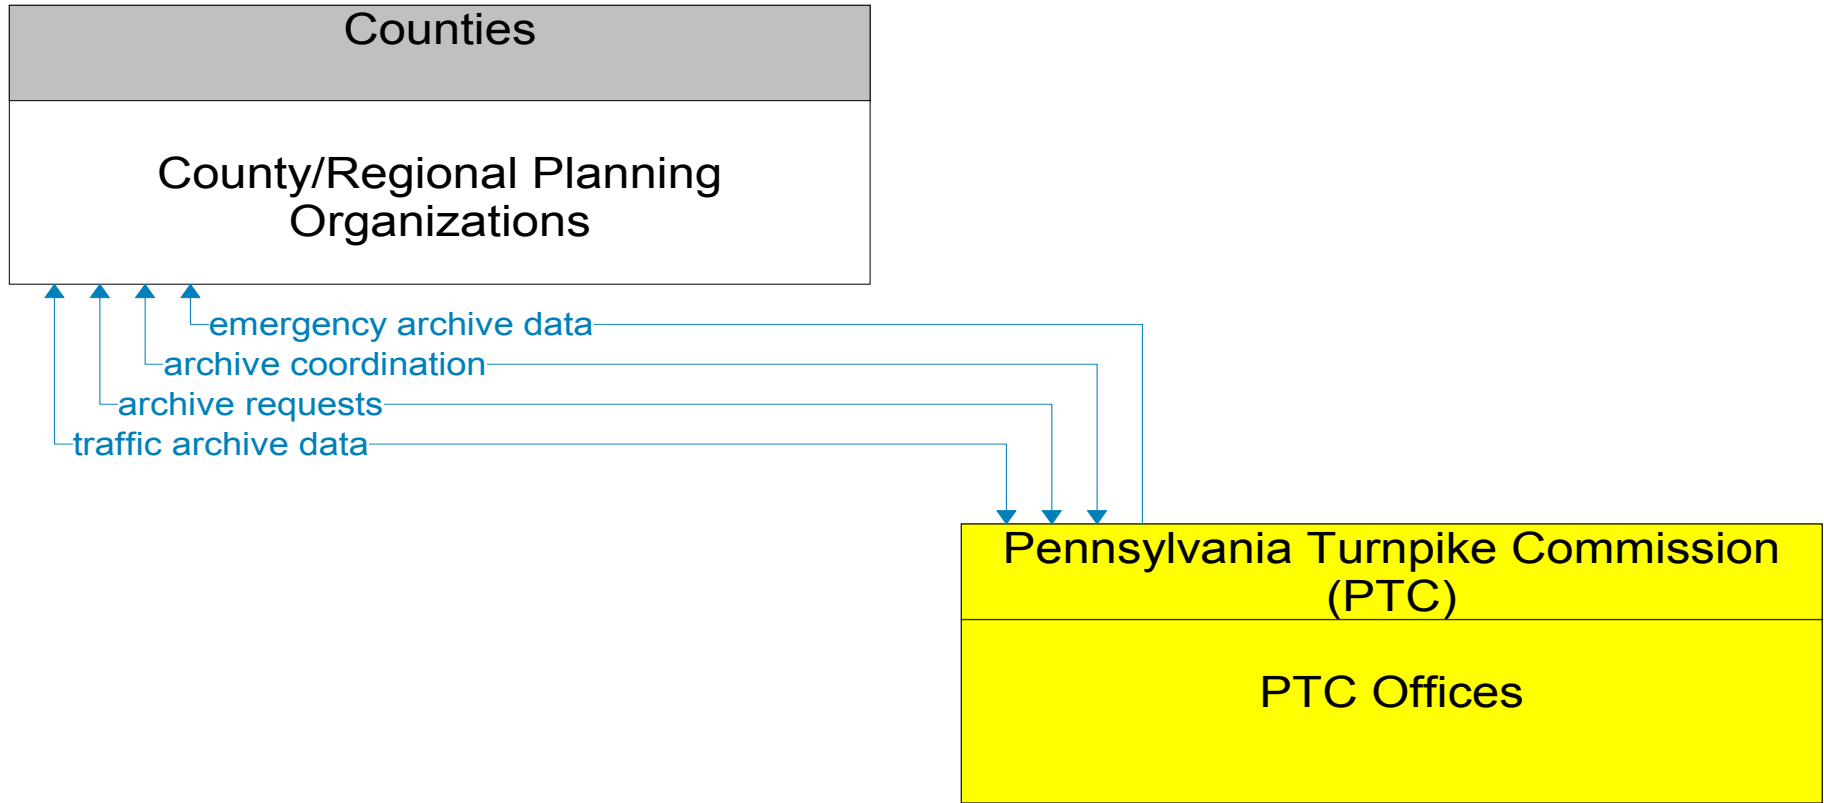 Counties
County/Regional Planning
Organizations
emergency archive data
archive coordination
archive requests
traffic archive data
Pennsylvania Turnpike Commission
(PTC)
PTC Offices